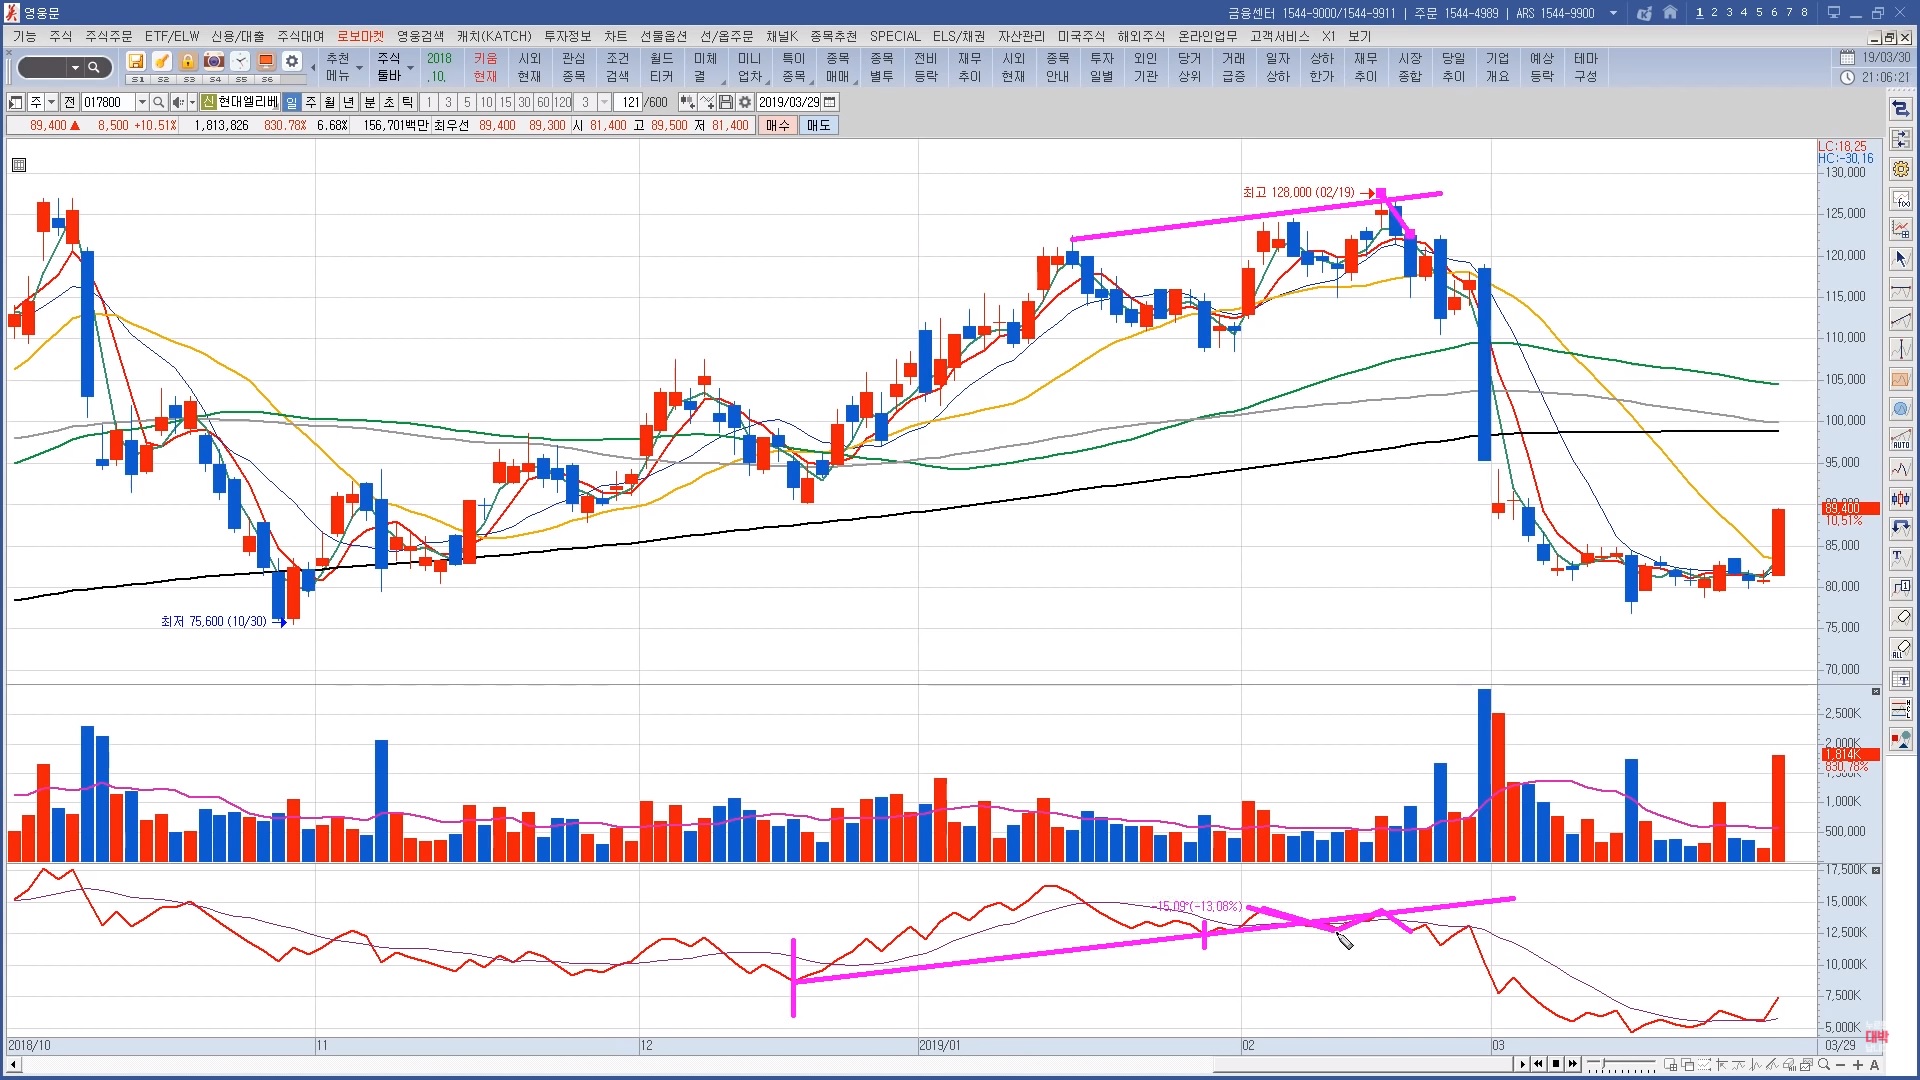 영웅문
금융센터 1544-9000/1544-9911 | 주문 1544-4989 | ARS 1544-9900
1 2 3 4 5 6 7 8
기능 주식 주식주문 ETF/ELW 신용/대출 주식대여 로보마켓 영웅검색 캐치(KATCH) 투자정보 차트 선물옵션 선/옵주문 채널K 종목추천 SPECIAL ELS/채권 자산관리 미국주식 해외주식 온라인업무 고객서비스 X1 보기
S1 S2 S3 S4 S5 S6
추천 주식 2018 키움 시외 관심 조건 월드 미체 미니 특이 종목 종목 전비 재무 시외 종목 투자 외인 당기 거래 일자 상하 재무 시장 당일 기업 예상 테마
메뉴 툴바 .10. 현재 현재 종목 검색 티커 결 업차 종목 매매 별투 등락 추이 현재 안내 일별 기관 상위 급증 상하 한가 추이 종합 추이 개요 등락 구성
19/03/30
21:06:21
주 전 017800 신 현대엘리베 일 주 월 년 분 초 틱 1 3 5 10 15 30 60 120 3 121 /600 2019/03/29
89,400 ▲ 8,500 +10.51% 1,813,826 830.78% 6.68% 156,701백만 최우선 89,400 89,300 시 81,400 고 89,500 저 81,400 매수 매도
LC:18.25
HC:-30.16
130,000
최고 128,000 (02/19)
125,000
120,000
115,000
110,000
105,000
100,000
95,000
89,400
10.51%
85,000
80,000
최저 75,600 (10/30)
75,000
70,000
2,500K
2,000K
1,814K
830.78%
1,000K
500,000
17,500K
15,000K
-15.09°(-13.08%)
12,500K
10,000K
7,500K
5,000K
대박
2018/10 11 12 2019/01 02 03 03/29
A